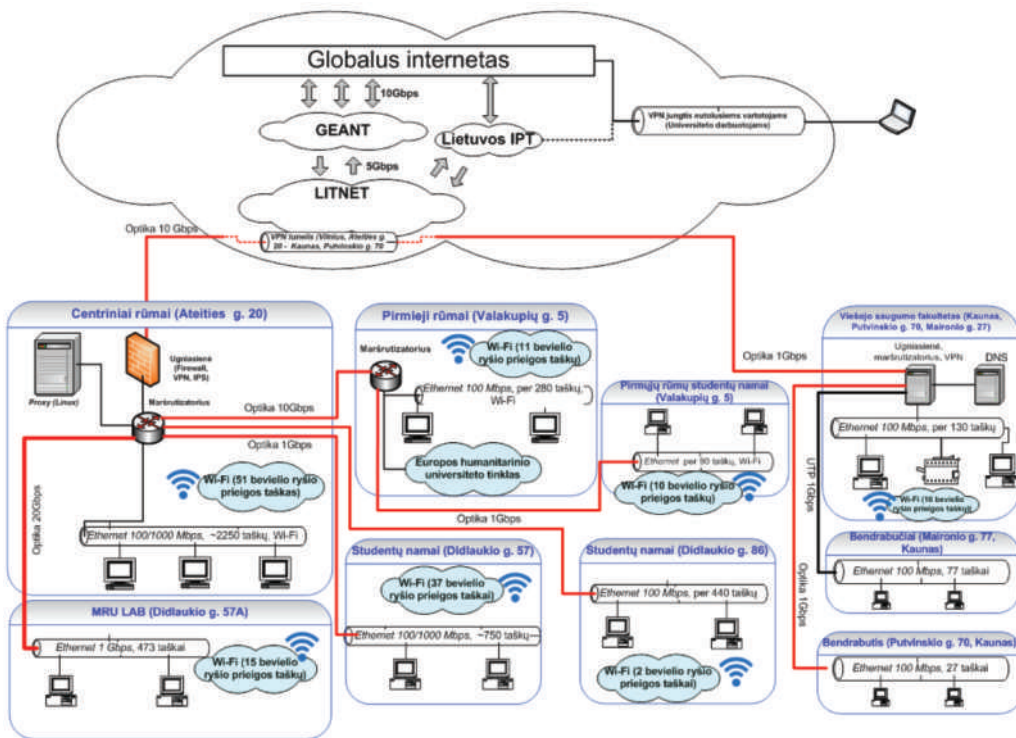 Globalus internetas
10Gbps
GEANT
Lietuvos IPT
VPN jungtis nutolusiems vartotojams
(Universiteto darbuotojams)
5Gbps
LITNET
Optika 10 Gbps
VPN tunelis (Vilnius, Ateities g.
20 - Kaunas, Putvinskio g. 70
Centriniai rūmai (Ateities g. 20)
Ugniasienė
(Firewall,
VPN, IPS)
Proxy (Linux)
Maršrutizatorius
Optika 10Gbps
Optika 1Gbps
Wi-Fi (51 bevielio
ryšio prieigos
taškas)
Optika 20Gbps
Ethernet 100/1000 Mbps, ~2250 taškų, Wi-Fi
MRU LAB (Didlaukio g. 57A)
Ethernet 1 Gbps, 473 taškai
Wi-Fi (15 bevielio
ryšio prieigos
taškų)
Pirmieji rūmai (Valakupių g. 5)
Maršrutizatorius
Wi-Fi (11 bevielio
ryšio prieigos taškų)
Ethernet 100 Mbps, per 280 taškų,
Wi-Fi
Europos humanitarinio
universiteto tinklas
Optika 1Gbps
Optika 1Gbps
Pirmųjų rūmų studentų namai
(Valakupių g. 5)
Ethernet per 90 taškų, Wi-Fi
Wi-Fi (10 bevielio
ryšio prieigos taškų)
Studentų namai (Didlaukio g. 57)
Wi-Fi (37 bevielio
ryšio prieigos taškai)
Ethernet 100/1000 Mbps, ~750 taškų
Studentų namai (Didlaukio g. 86)
Ethernet 100 Mbps, per 440 taškų
Wi-Fi (2 bevielio ryšio
prieigos taškai)
Viešojo saugumo fakultetas (Kaunas,
Putvinskio g. 70, Maironio g. 27)
Ugniasienė,
maršrutizatorius, VPN
DNS
Ethernet 100 Mbps, per 130 taškų
Wi-Fi (16 bevielio
ryšio prieigos taškų)
UTP 1Gbps
Optika 1Gbps
Bendrabučiai (Maironio g. 77,
Kaunas)
Ethernet 100 Mbps, 77 taškai
Bendrabutis (Putvinskio g. 70, Kaunas)
Ethernet 100 Mbps, 27 taškai